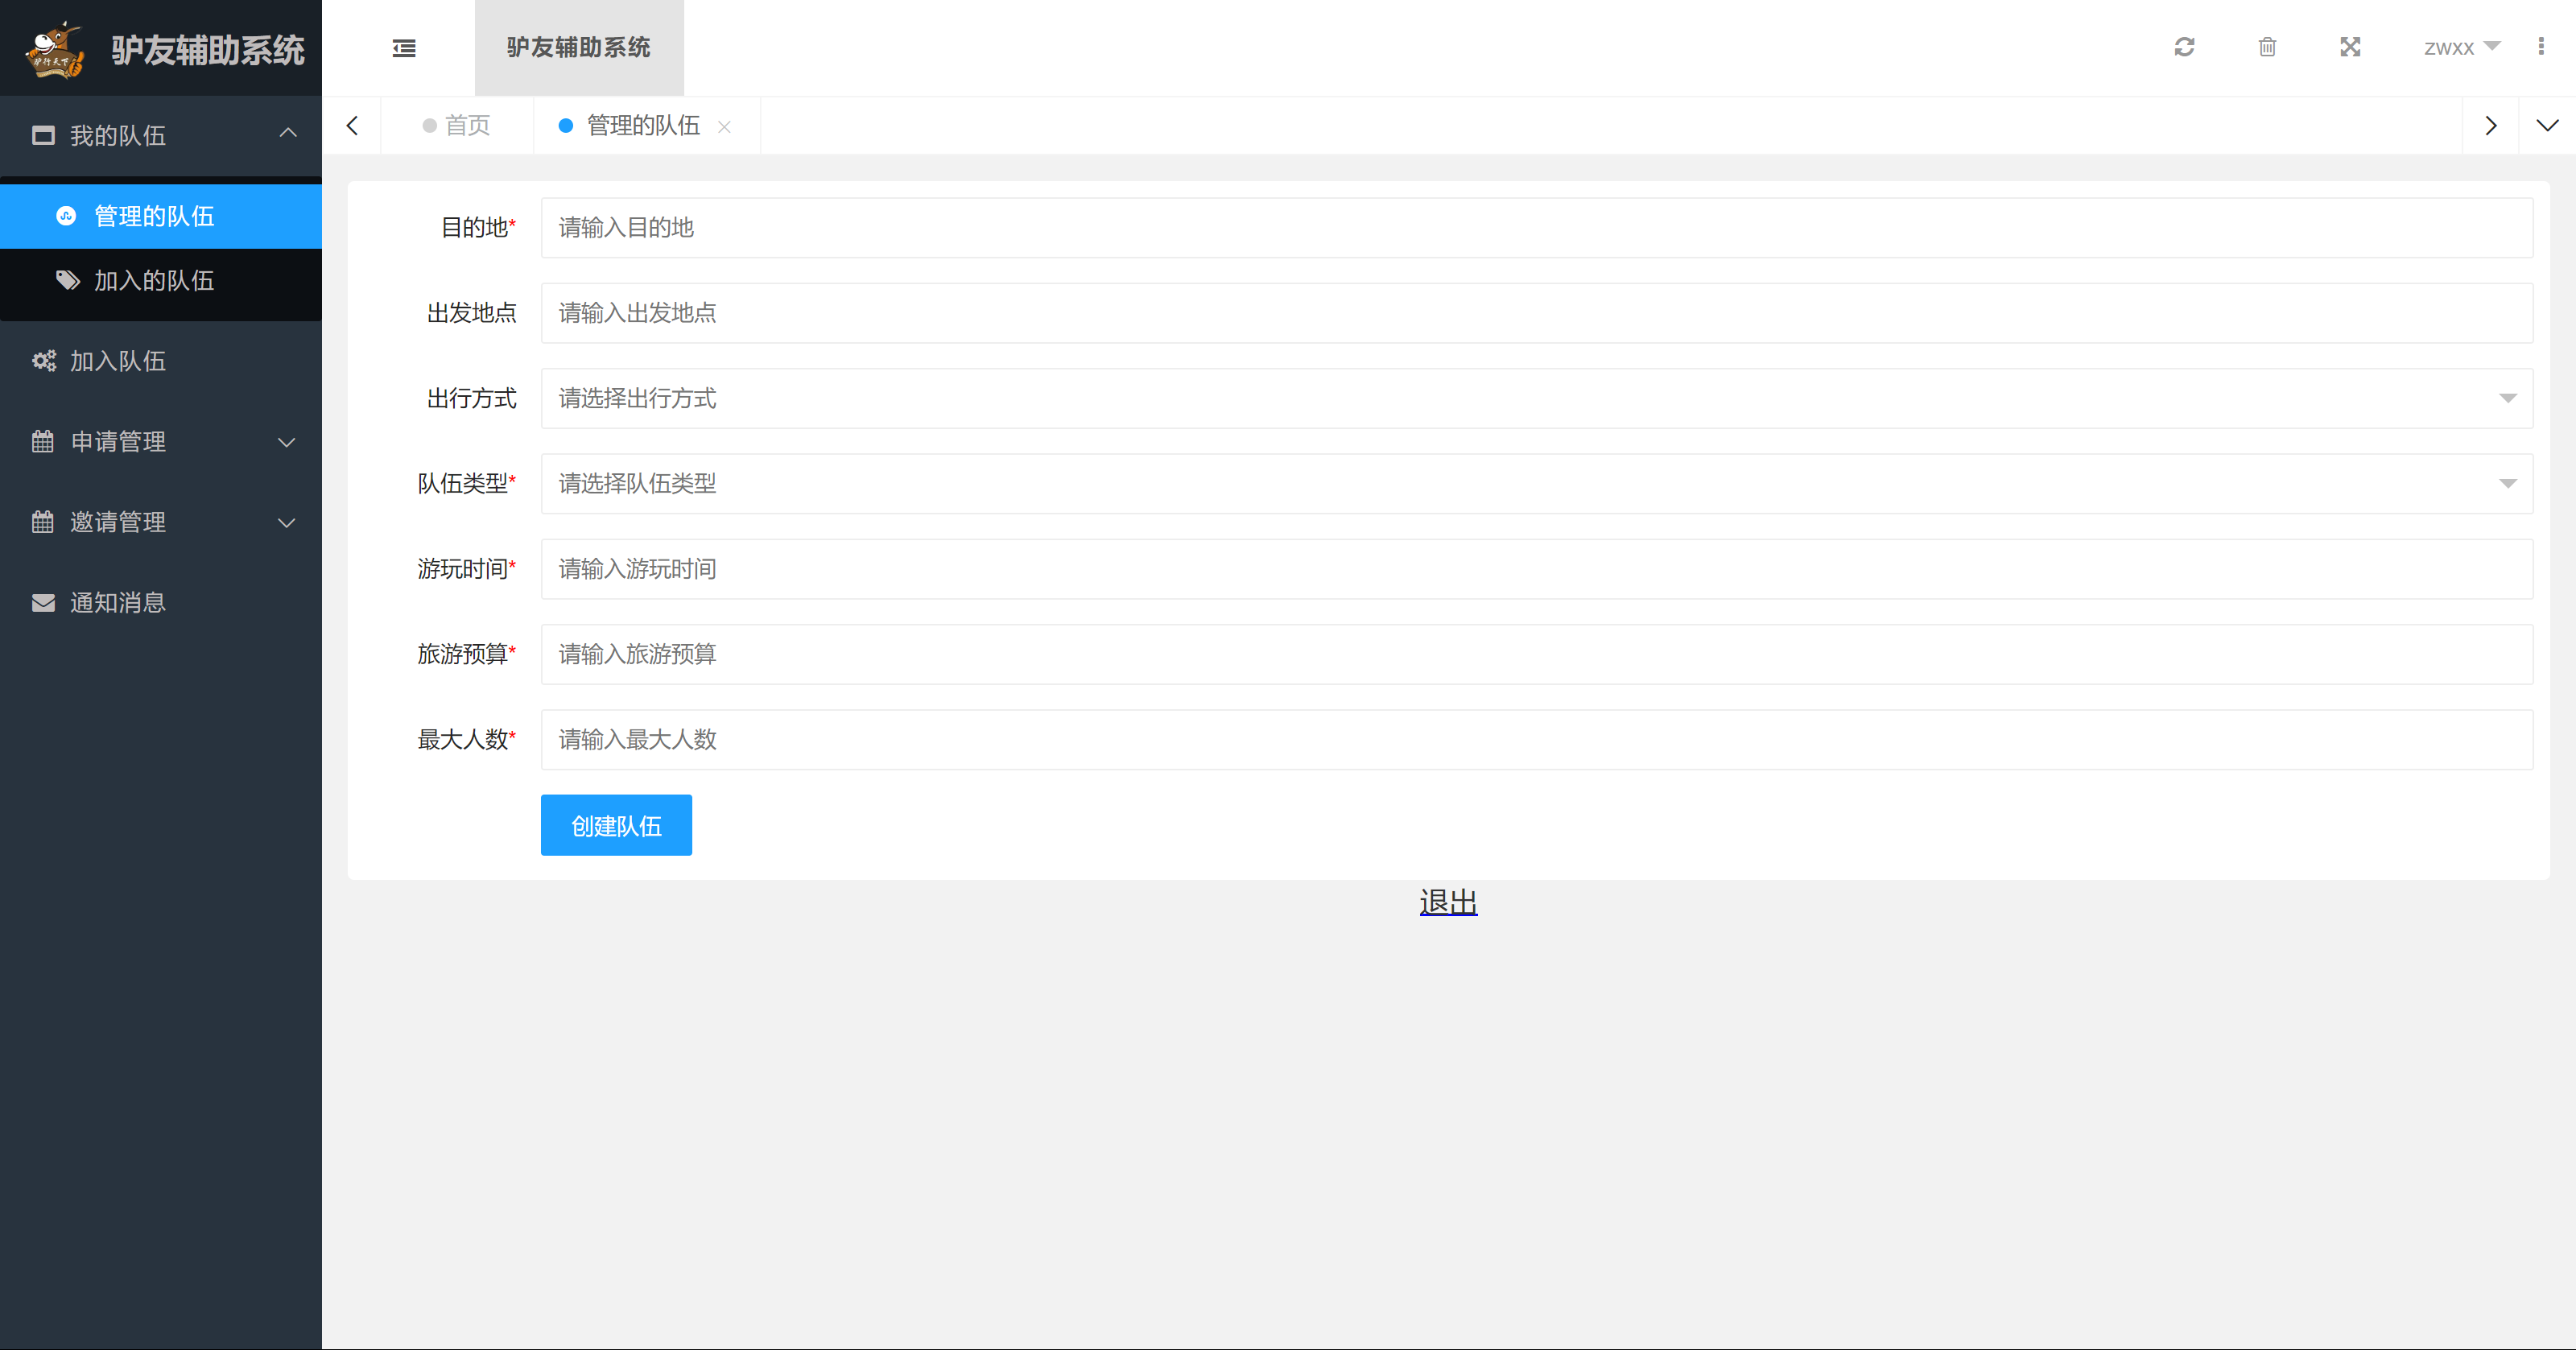 驴行天下
驴友辅助系统
驴友辅助系统
zwxx
我的队伍
管理的队伍
加入的队伍
加入队伍
申请管理
邀请管理
通知消息
首页
管理的队伍
目的地* 请输入目的地
出发地点 请输入出发地点
出行方式 请选择出行方式
队伍类型* 请选择队伍类型
游玩时间* 请输入游玩时间
旅游预算* 请输入旅游预算
最大人数* 请输入最大人数
创建队伍
退出